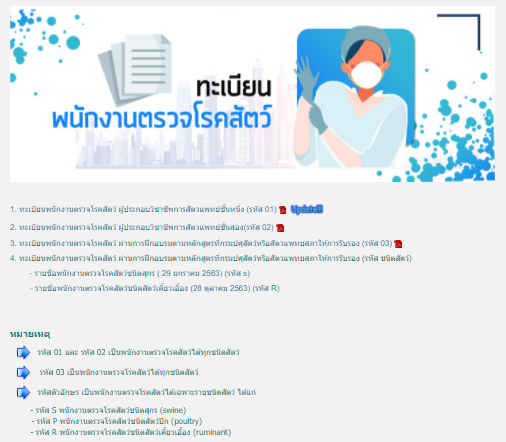 ทะเบียน
พนักงานตรวจโรคสัตว์
1. ทะเบียนพนักงานตรวจโรคสัตว์ ผู้ประกอบวิชาชีพการสัตวแพทย์ชั้นหนึ่ง (รหัส 01) Update!!
2. ทะเบียนพนักงานตรวจโรคสัตว์ ผู้ประกอบวิชาชีพการสัตวแพทย์ชั้นสอง(รหัส 02)
3. ทะเบียนพนักงานตรวจโรคสัตว์ ผ่านการฝึกอบรมตามหลักสูตรที่กรมปศุสัตว์หรือสัตวแพทยสภาให้การรับรอง (รหัส 03)
4. ทะเบียนพนักงานตรวจโรคสัตว์ ผ่านการฝึกอบรมตามหลักสูตรที่กรมปศุสัตว์หรือสัตวแพทยสภาให้การรับรอง (รหัส ชนิดสัตว์)
- รายชื่อพนักงานตรวจโรคสัตว์ชนิดสุกร ( 29 มกราคม 2563) (รหัส s)
- รายชื่อพนักงานตรวจโรคสัตว์ชนิดสัตว์เคี้ยวเอื้อง (28 ตุลาคม 2563) (รหัส R)
หมายเหตุ
รหัส 01 และ รหัส 02 เป็นพนักงานตรวจโรคสัตว์ได้ทุกชนิดสัตว์
รหัส 03 เป็นพนักงานตรวจโรคสัตว์ได้ทุกชนิดสัตว์
รหัสตัวอักษร เป็นพนักงานตรวจโรคสัตว์ได้เฉพาะรายชนิดสัตว์ ได้แก่
- รหัส S พนักงานตรวจโรคสัตว์ชนิดสุกร (swine)
- รหัส P พนักงานตรวจโรคสัตว์ชนิดสัตว์ปีก (poultry)
- รหัส R พนักงานตรวจโรคสัตว์ชนิดสัตว์เคี้ยวเอื้อง (ruminant)